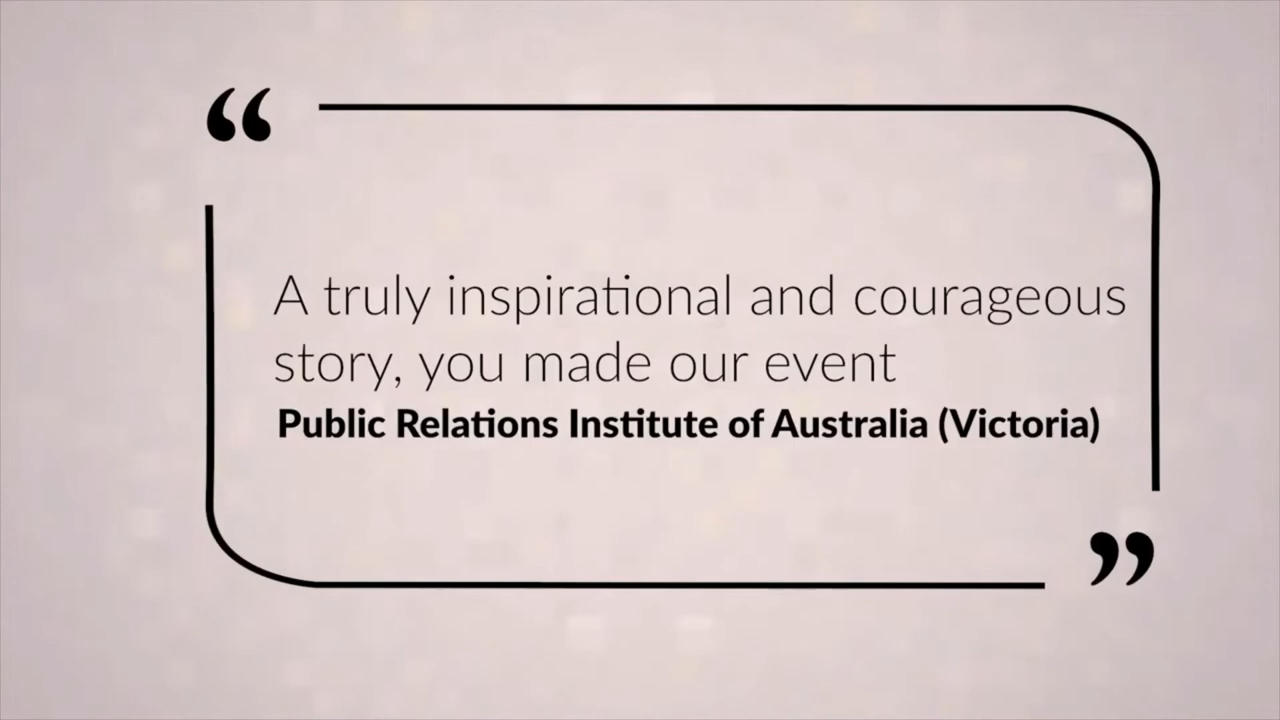 “
A truly inspirational and courageous
story, you made our event
Public Relations Institute of Australia (Victoria)
”